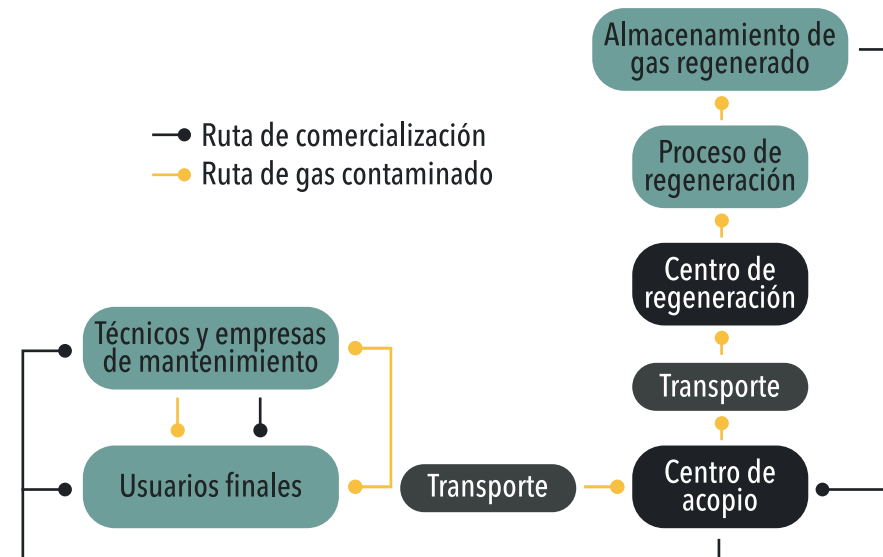 Almacenamiento de
gas regenerado
Ruta de comercialización
Ruta de gas contaminado
Proceso de
regeneración
Centro de
regeneración
Técnicos y empresas
de mantenimiento
Transporte
Usuarios finales
Transporte
Centro de
acopio